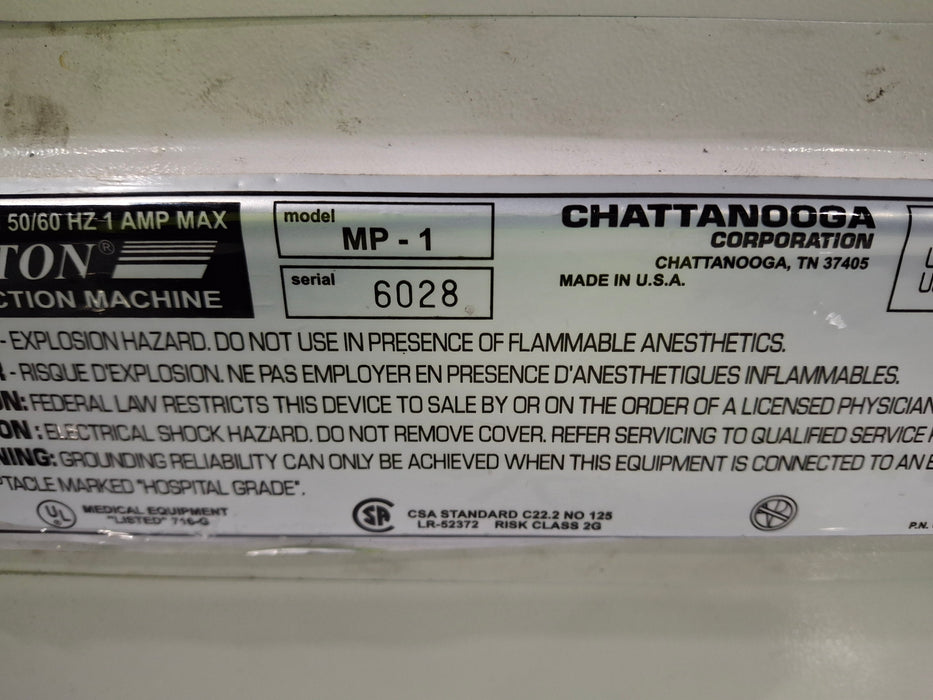 50/60 HZ 1 AMP MAX
TON®
CTION MACHINE
model
MP - 1
serial
6028
CHATTANOOGA
CORPORATION
CHATTANOOGA, TN 37405
MADE IN U.S.A.
- EXPLOSION HAZARD. DO NOT USE IN PRESENCE OF FLAMMABLE ANESTHETICS.
- RISQUE D'EXPLOSION. NE PAS EMPLOYER EN PRESENCE D'ANESTHETIQUES INFLAMMABLES.
ON: FEDERAL LAW RESTRICTS THIS DEVICE TO SALE BY OR ON THE ORDER OF A LICENSED PHYSICIAN
ON: ELECTRICAL SHOCK HAZARD. DO NOT REMOVE COVER. REFER SERVICING TO QUALIFIED SERVICE
NING: GROUNDING RELIABILITY CAN ONLY BE ACHIEVED WHEN THIS EQUIPMENT IS CONNECTED TO AN
PTACLE MARKED "HOSPITAL GRADE".
UL
MEDICAL EQUIPMENT
"LISTED" 716-G
SA
CSA STANDARD C22.2 NO 125
LR-52372 RISK CLASS 2G
P.N.